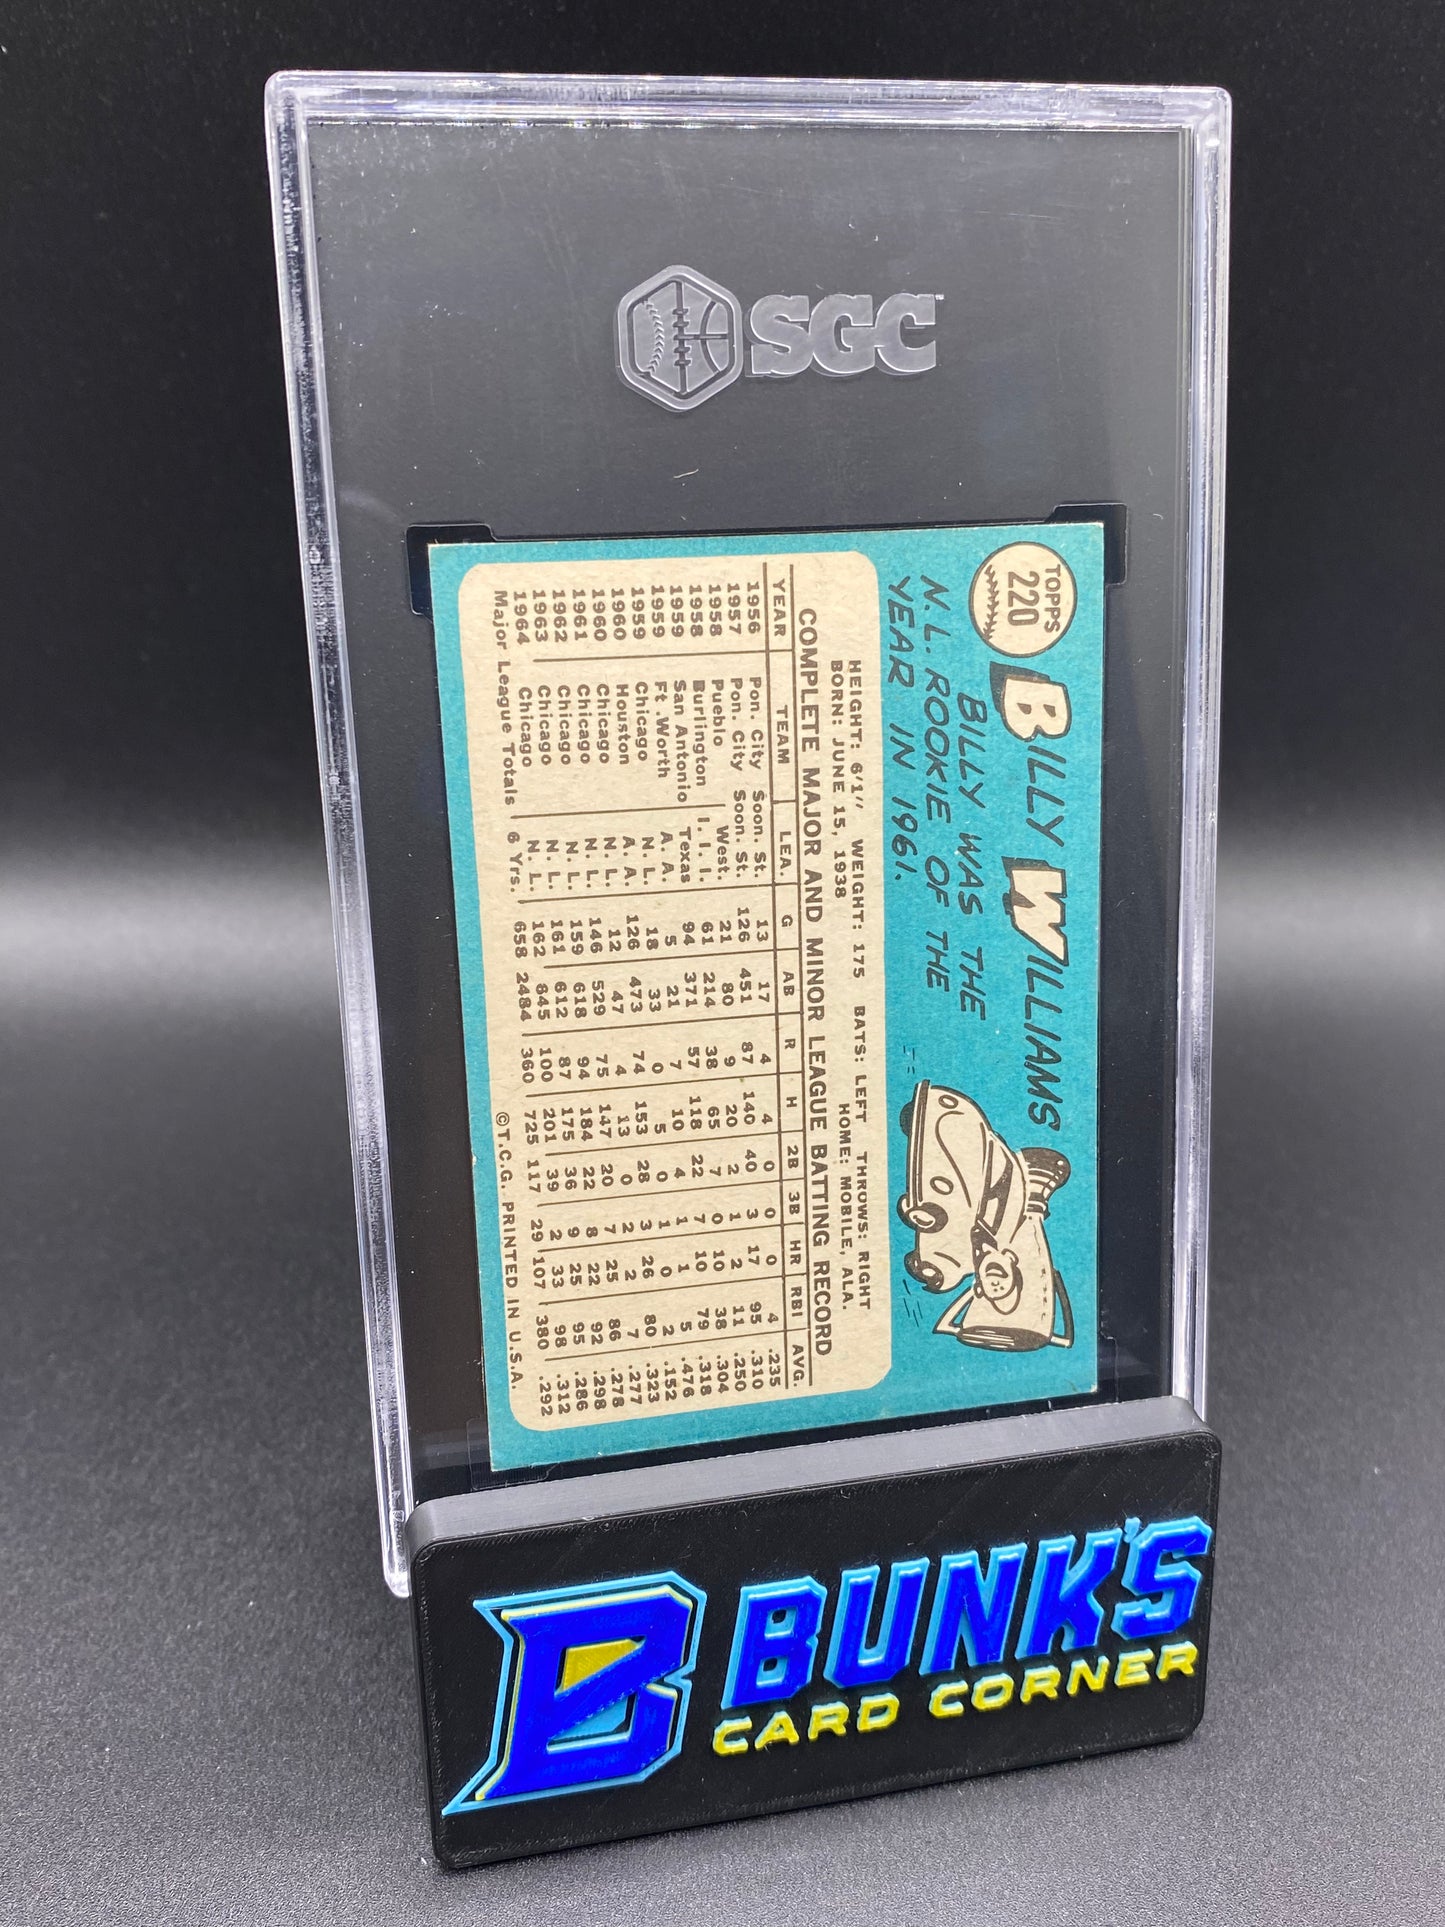 SGC
TOPPS
220
BILLY WILLIAMS
BILLY WAS THE
N.L. ROOKIE OF THE
YEAR IN 1961.
HEIGHT: 6'1" WEIGHT: 175 BATS: LEFT THROWS: RIGHT
BORN: JUNE 15, 1938 HOME: MOBILE, ALA.
COMPLETE MAJOR AND MINOR LEAGUE BATTING RECORD
YEAR TEAM LEA. G AB R H 2B 3B HR RBI AVG.
1956 Pon. City Soon. St. 13 17 4 4 0 0 0 4 .235
1957 Pon. City Soon. St. 126 451 87 140 40 3 17 95 .310
1958 Pueblo West. 21 80 9 20 2 1 2 11 .250
1958 Burlington I. I. I. 61 214 38 65 7 0 10 38 .304
1959 San Antonio Texas 94 371 57 118 22 7 10 79 .318
1959 Ft .Worth A. A. 5 21 7 10 4 1 1 5 .476
1959 Chicago N. L. 18 33 0 5 0 1 0 2 .152
1960 Houston A. A. 126 473 74 153 28 3 26 80 .323
1960 Chicago N. L. 12 47 4 13 0 2 2 7 .277
1961 Chicago N. L. 146 529 75 147 20 7 25 86 .278
1962 Chicago N. L. 159 618 94 184 22 8 22 92 .298
1963 Chicago N. L. 161 612 87 175 36 9 25 95 .286
1964 Chicago N. L. 162 845 100 201 39 2 33 98 .312
Major League Totals 6 Yrs. 658 2484 360 725 117 29 107 380 .292
©T.C.G. PRINTED IN U.S.A.
B BUNK'S
CARD CORNER